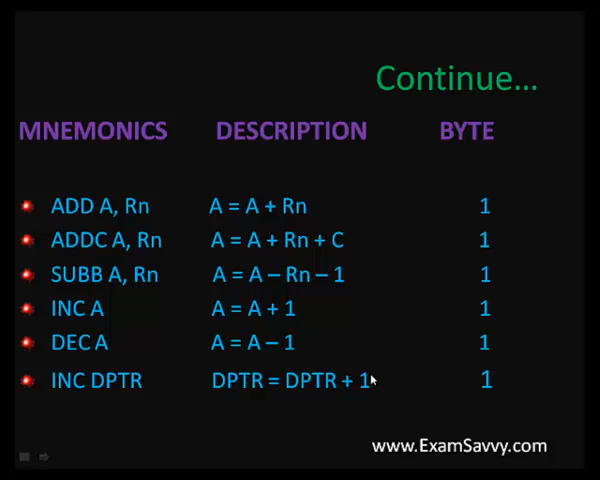 Continue...
MNEMONICS DESCRIPTION BYTE
ADD A, Rn A = A + Rn 1
ADDC A, Rn A = A + Rn + C 1
SUBB A, Rn A = A – Rn – 1 1
INC A A = A + 1 1
DEC A A = A – 1 1
INC DPTR DPTR = DPTR + 1 1
www.ExamSavvy.com